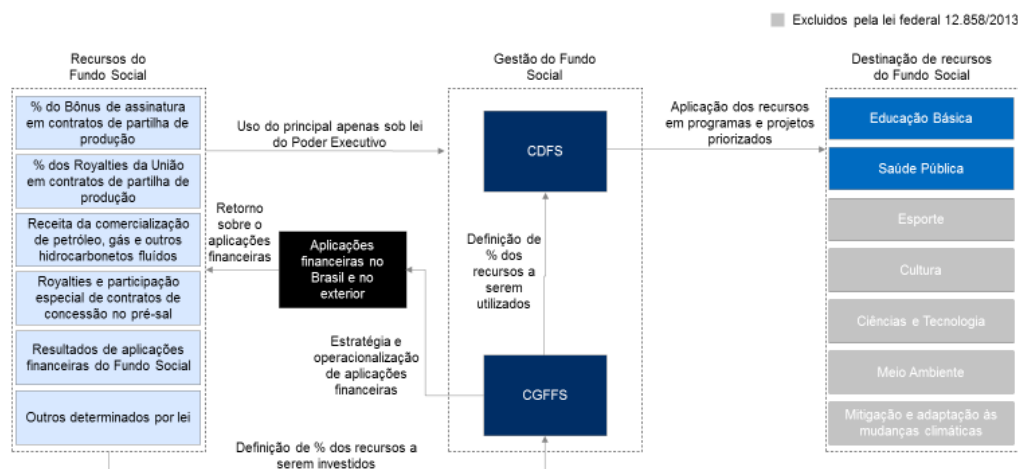 Excluidos pela lei federal 12.858/2013
Recursos do
Fundo Social
% do Bônus de assinatura
em contratos de partilha de
produção
% dos Royalties da União
em contratos de partilha de
produção
Receita da comercialização
de petróleo, gás e outros
hidrocarbonetos fluídos
Royalties e participação
especial de contratos de
concessão no pré-sal
Resultados de aplicações
financeiras do Fundo Social
Outros determinados por lei
Uso do principal apenas sob lei
do Poder Executivo
Retorno
sobre o
aplicações
financeiras
Aplicações
financeiras no
Brasil e no
exterior
Estratégia e
operacionalização
de aplicações
financeiras
Definição de % dos recursos a
serem investidos
Gestão do Fundo
Social
CDFS
Definição de
% dos
recursos a
serem
utilizados
CGFFS
Aplicação dos recursos
em programas e projetos
priorizados
Destinação de recursos
do Fundo Social
Educação Básica
Saúde Pública
Esporte
Cultura
Ciências e Tecnologia
Meio Ambiente
Mitigação e adaptação ás
mudanças climáticas